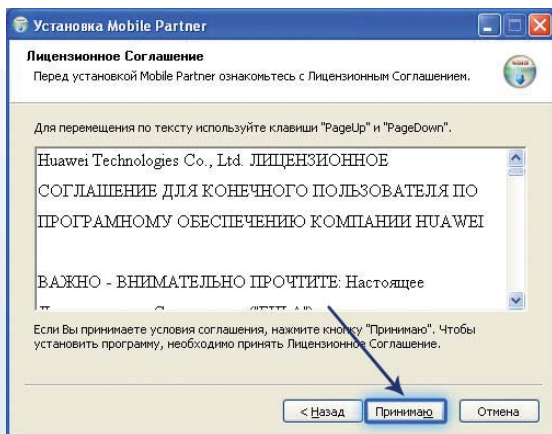 Установка Mobile Partner
Лицензионное Соглашение
Перед установкой Mobile Partner ознакомьтесь с Лицензионным Соглашением.
Для перемещения по тексту используйте клавиши "PageUp" и "PageDown".
Huawei Technologies Co., Ltd. ЛИЦЕНЗИОННОЕ
СОГЛАШЕНИЕ ДЛЯ КОНЕЧНОГО ПОЛЬЗОВАТЕЛЯ ПО
ПРОГРАМНОМУ ОБЕСПЕЧЕНИЮ КОМПАНИИ HUAWEI
ВАЖНО - ВНИМАТЕЛЬНО ПРОЧТИТЕ: Настоящее
Если Вы принимаете условия соглашения, нажмите кнопку "Принимаю". Чтобы
установить программу, необходимо принять Лицензионное Соглашение.
< Назад Принимаю Отмена